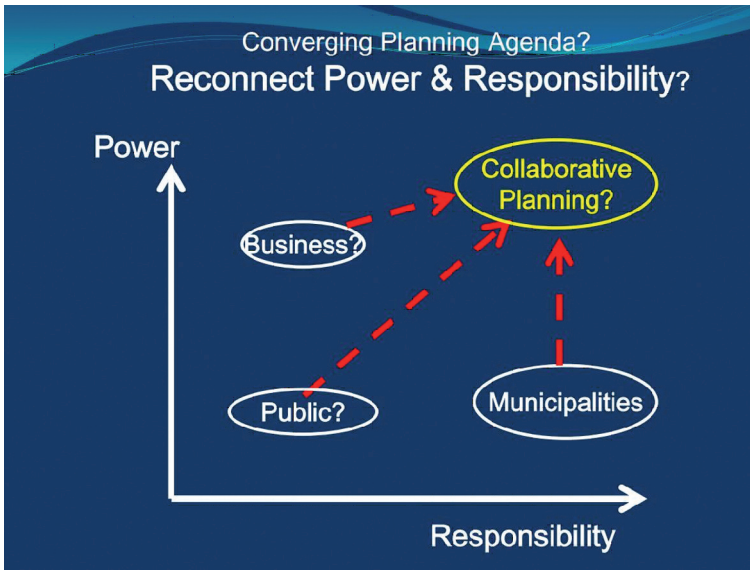 Converging Planning Agenda?
Reconnect Power & Responsibility?
Power
Collaborative
Planning?
Business?
Public?
Municipalities
Responsibility